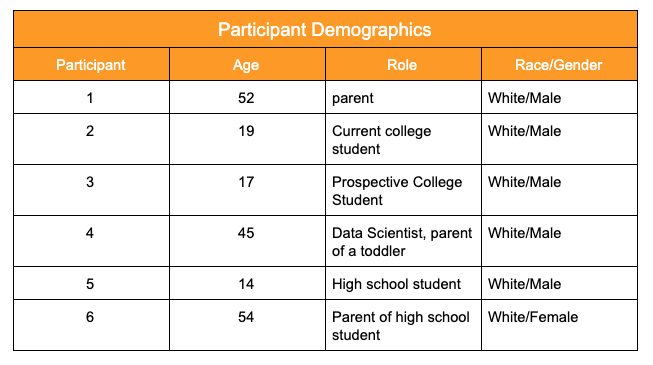 Participant Demographics
Participant Age Role Race/Gender
1 52 parent White/Male
2 19 Current college White/Male
student
3 17 Prospective College White/Male
Student
4 45 Data Scientist, parent White/Male
of a toddler
5 14 High school student White/Male
6 54 Parent of high school White/Female
student